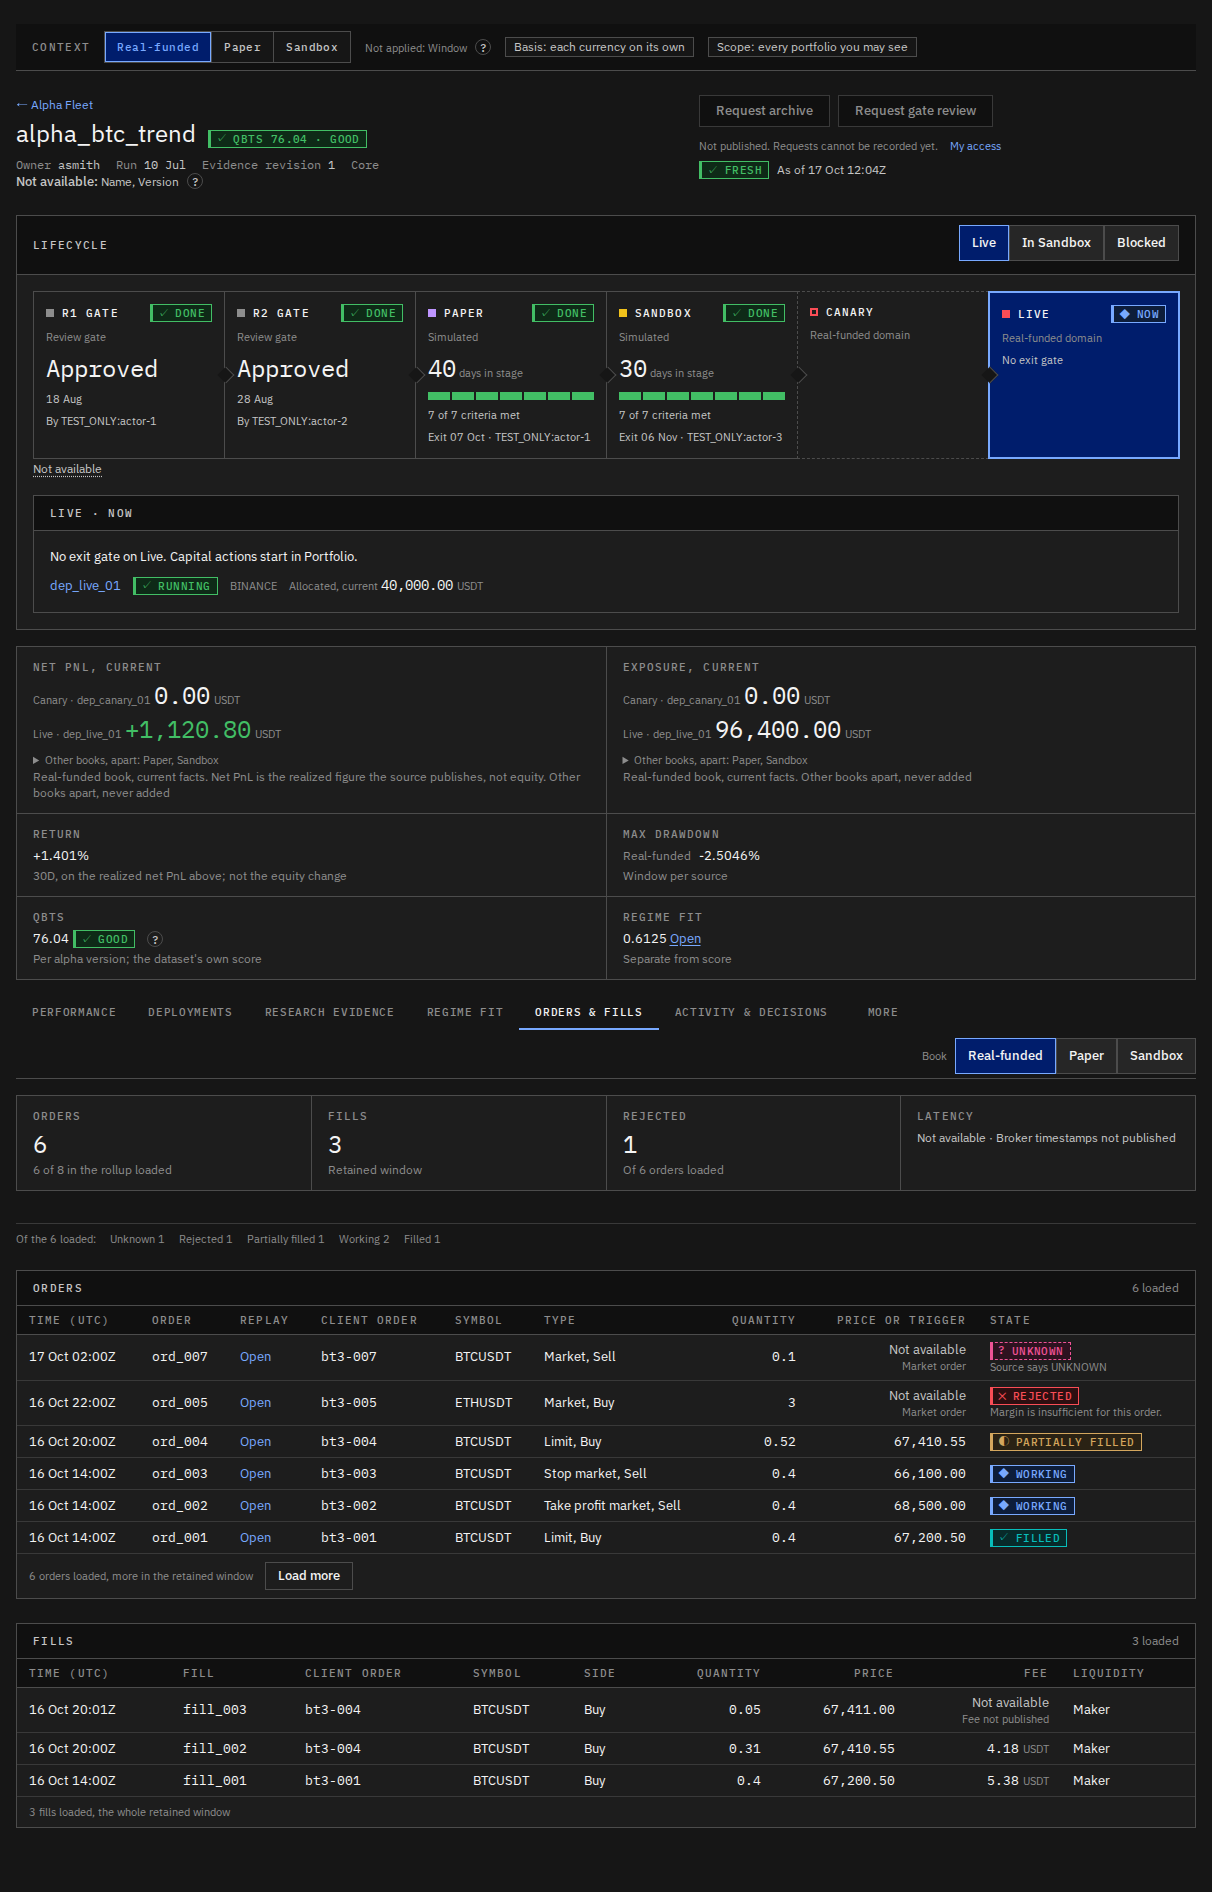 CONTEXT Real-funded Paper Sandbox Not applied: Window ? Basis: each currency on its own Scope: every portfolio you may see
← Alpha Fleet
alpha_btc_trend ✓ QBTS 76.04 · GOOD
Owner asmith Run 10 Jul Evidence revision 1 Core
Not available: Name, Version ?
Request archive Request gate review
Not published. Requests cannot be recorded yet. My access
✓ FRESH As of 17 Oct 12:04Z
LIFECYCLE
Live In Sandbox Blocked
R1 GATE ✓ DONE
Review gate
Approved
18 Aug
By TEST_ONLY:actor-1
R2 GATE ✓ DONE
Review gate
Approved
28 Aug
By TEST_ONLY:actor-2
PAPER ✓ DONE
Simulated
40 days in stage
7 of 7 criteria met
Exit 07 Oct · TEST_ONLY:actor-1
SANDBOX ✓ DONE
Simulated
30 days in stage
7 of 7 criteria met
Exit 06 Nov · TEST_ONLY:actor-3
CANARY
Real-funded domain
LIVE ◆ NOW
Real-funded domain
No exit gate
Not available
LIVE · NOW
No exit gate on Live. Capital actions start in Portfolio.
dep_live_01 ✓ RUNNING BINANCE Allocated, current 40,000.00 USDT
NET PNL, CURRENT
Canary · dep_canary_01 0.00 USDT
Live · dep_live_01 +1,120.80 USDT
▶ Other books, apart: Paper, Sandbox
Real-funded book, current facts. Net PnL is the realized figure the source publishes, not equity. Other
books apart, never added
EXPOSURE, CURRENT
Canary · dep_canary_01 0.00 USDT
Live · dep_live_01 96,400.00 USDT
▶ Other books, apart: Paper, Sandbox
Real-funded book, current facts. Other books apart, never added
RETURN
+1.401%
30D, on the realized net PnL above; not the equity change
MAX DRAWDOWN
Real-funded -2.5046%
Window per source
QBTS
76.04 ✓ GOOD ?
Per alpha version; the dataset's own score
REGIME FIT
0.6125 Open
Separate from score
PERFORMANCE DEPLOYMENTS RESEARCH EVIDENCE REGIME FIT ORDERS & FILLS ACTIVITY & DECISIONS MORE
Book Real-funded Paper Sandbox
ORDERS
6
6 of 8 in the rollup loaded
FILLS
3
Retained window
REJECTED
1
Of 6 orders loaded
LATENCY
Not available · Broker timestamps not published
Of the 6 loaded: Unknown 1 Rejected 1 Partially filled 1 Working 2 Filled 1
ORDERS 6 loaded
TIME (UTC) ORDER REPLAY CLIENT ORDER SYMBOL TYPE QUANTITY PRICE OR TRIGGER STATE
17 Oct 02:00Z ord_007 Open bt3-007 BTCUSDT Market, Sell 0.1 Not available ? UNKNOWN
Market order Source says UNKNOWN
16 Oct 22:00Z ord_005 Open bt3-005 ETHUSDT Market, Buy 3 Not available × REJECTED
Market order Margin is insufficient for this order.
16 Oct 20:00Z ord_004 Open bt3-004 BTCUSDT Limit, Buy 0.52 67,410.55 ◐ PARTIALLY FILLED
16 Oct 14:00Z ord_003 Open bt3-003 BTCUSDT Stop market, Sell 0.4 66,100.00 ◆ WORKING
16 Oct 14:00Z ord_002 Open bt3-002 BTCUSDT Take profit market, Sell 0.4 68,500.00 ◆ WORKING
16 Oct 14:00Z ord_001 Open bt3-001 BTCUSDT Limit, Buy 0.4 67,200.50 ✓ FILLED
6 orders loaded, more in the retained window Load more
FILLS 3 loaded
TIME (UTC) FILL CLIENT ORDER SYMBOL SIDE QUANTITY PRICE FEE LIQUIDITY
16 Oct 20:01Z fill_003 bt3-004 BTCUSDT Buy 0.05 67,411.00 Not available Maker
Fee not published
16 Oct 20:00Z fill_002 bt3-004 BTCUSDT Buy 0.31 67,410.55 4.18 USDT Maker
16 Oct 14:00Z fill_001 bt3-001 BTCUSDT Buy 0.4 67,200.50 5.38 USDT Maker
3 fills loaded, the whole retained window